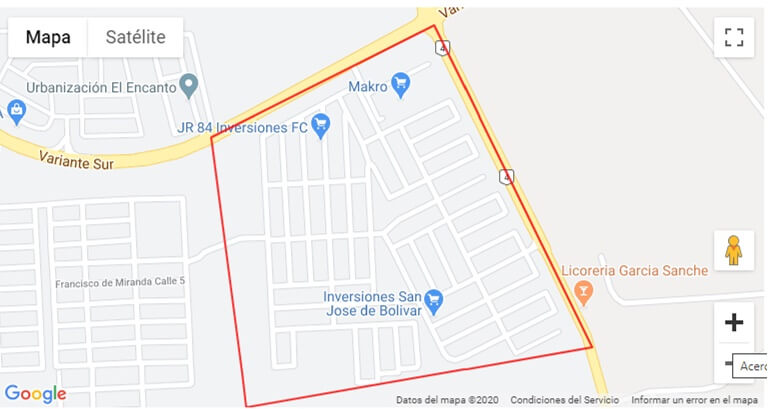 Mapa
Satélite
4
Urbanización El Encanto
Makro
JR 84 Inversiones FC
Variante Sur
4
Francisco de Miranda Calle 5
Licoreria Garcia Sanche
Inversiones San
Jose de Bolivar
+
Acerc
Google
Datos del mapa ©2020
Condiciones del Servicio
Informar un error en el mapa